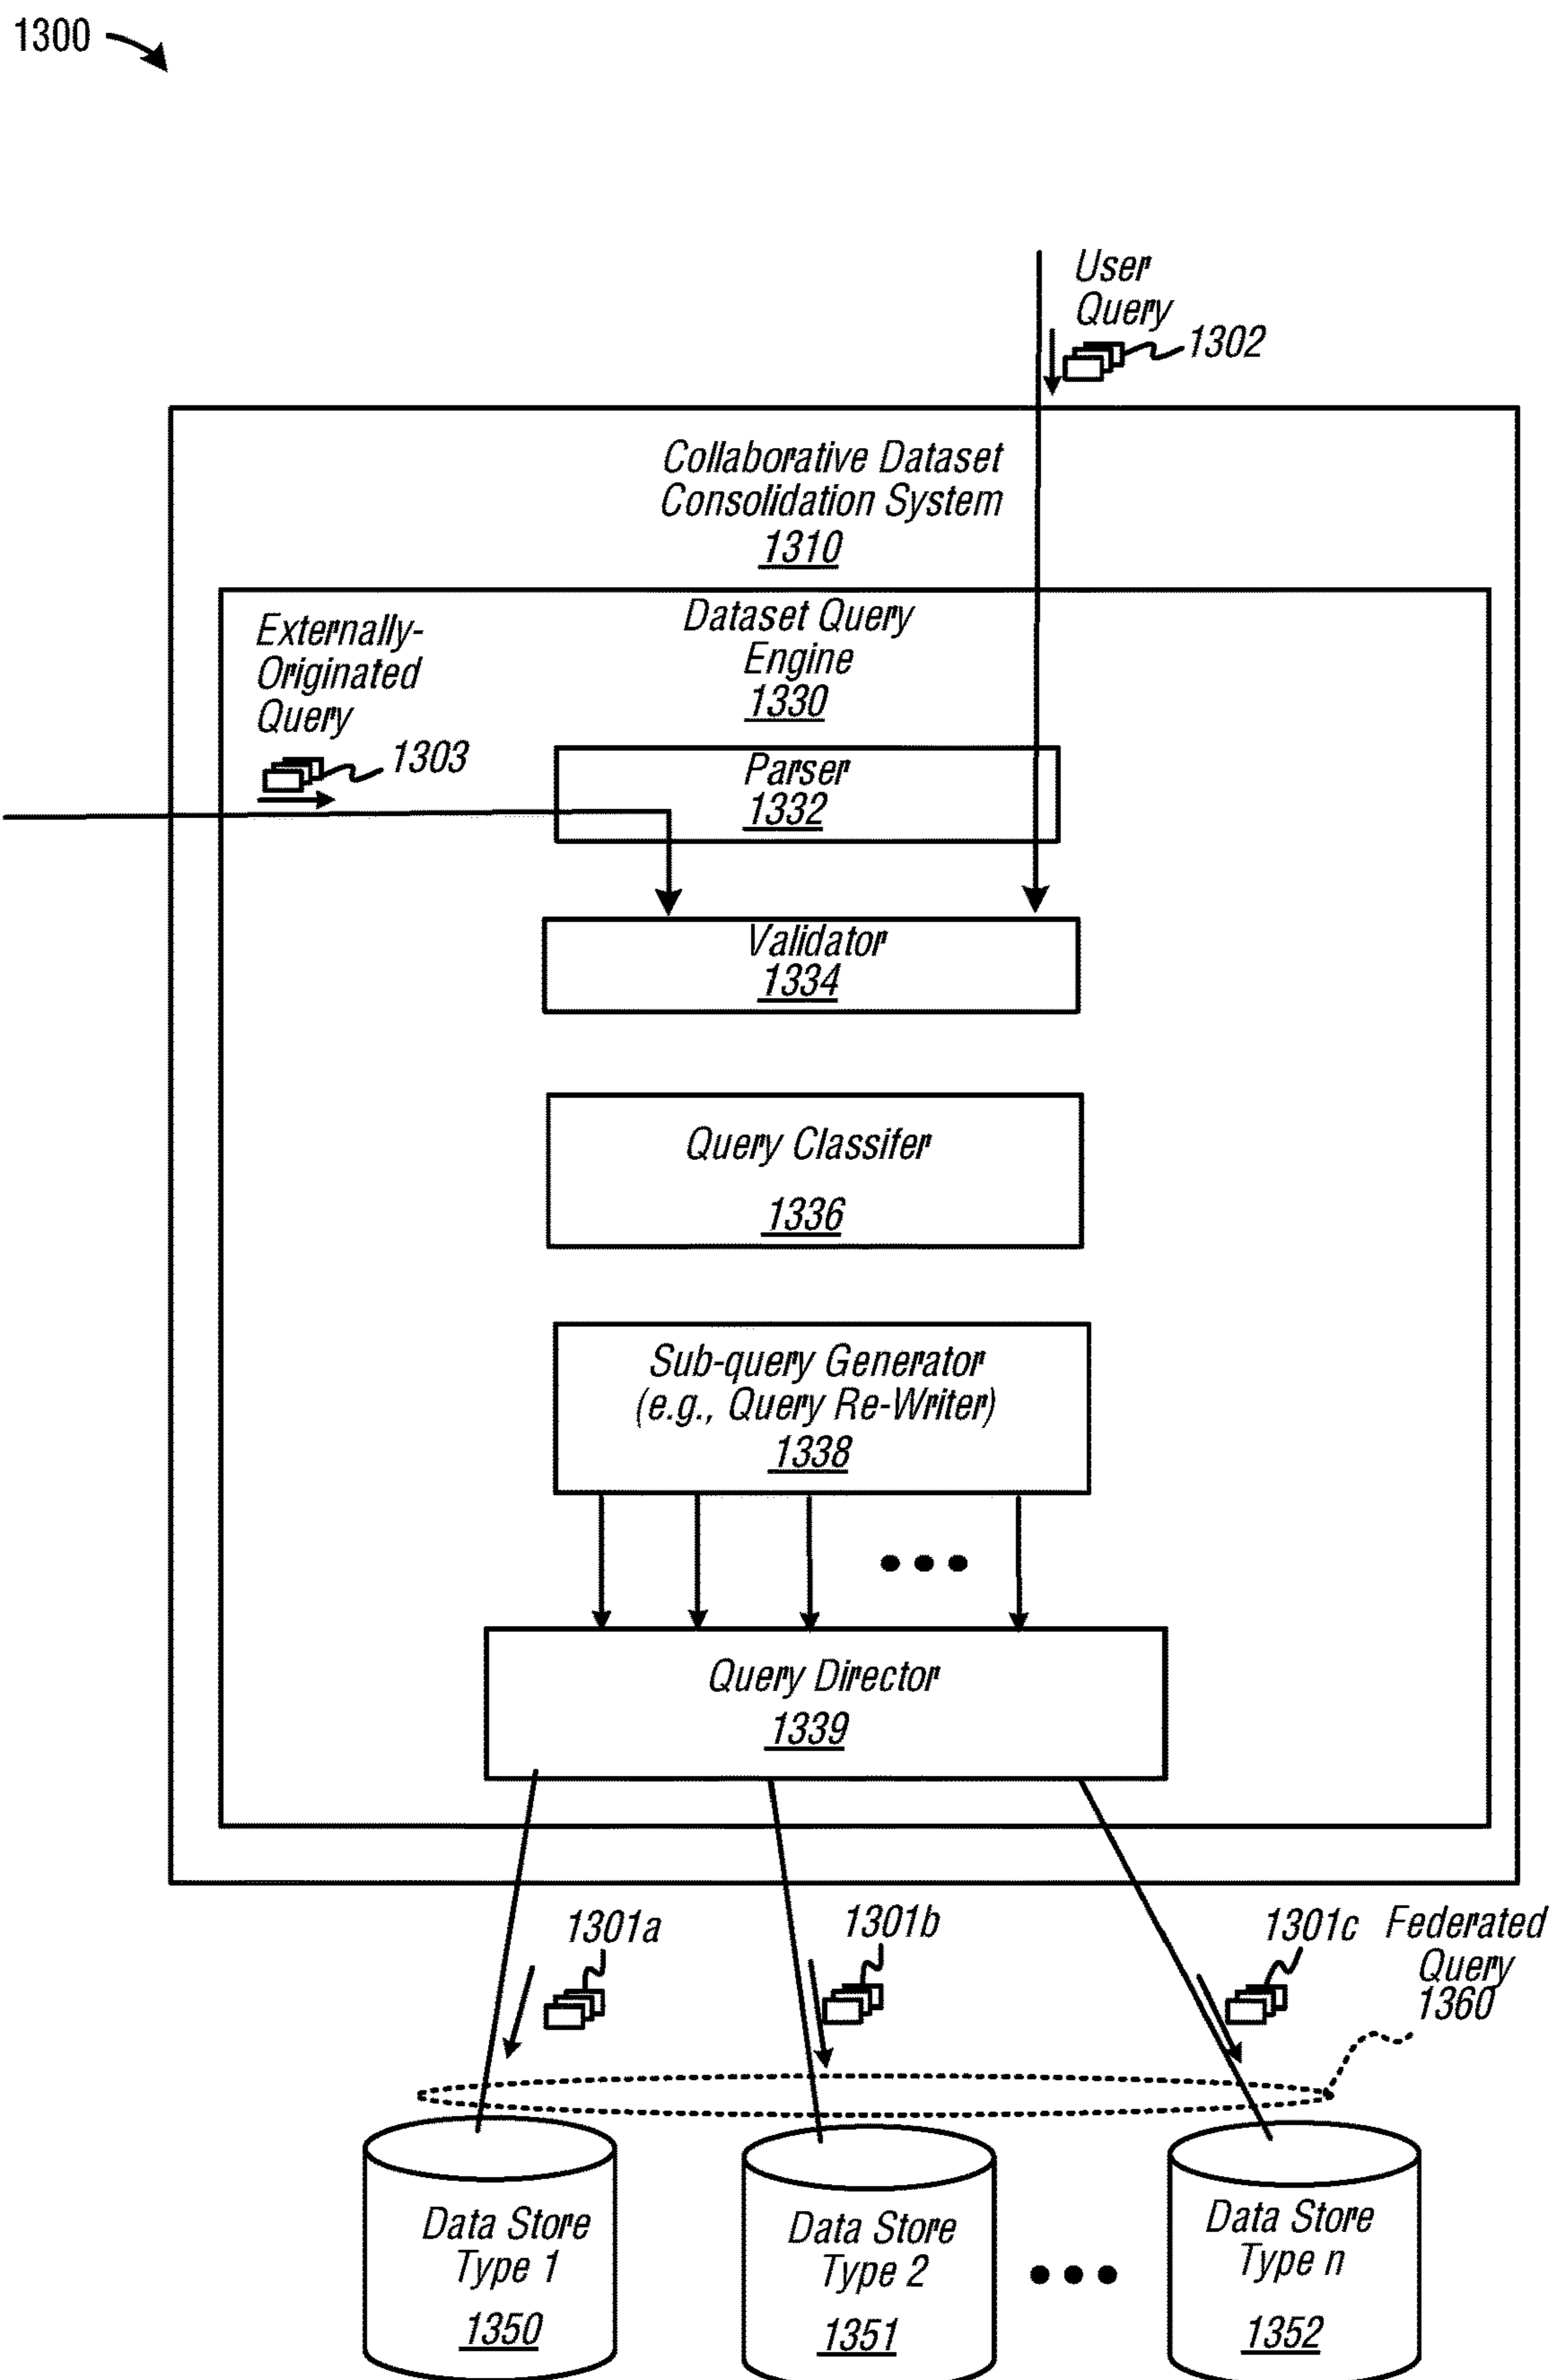 1300
User
Query
1302
Collaborative Dataset
Consolidation System
1310
Externally-
Originated
Query
1303
Dataset Query
Engine
1330
Parser
1332
Validator
1334
Query Classifer
1336
Sub-query Generator
(e.g., Query Re-Writer)
1338
Query Director
1339
1301a
1301b
1301c
Federated
Query
1360
Data Store
Type 1
1350
Data Store
Type 2
1351
Data Store
Type n
1352